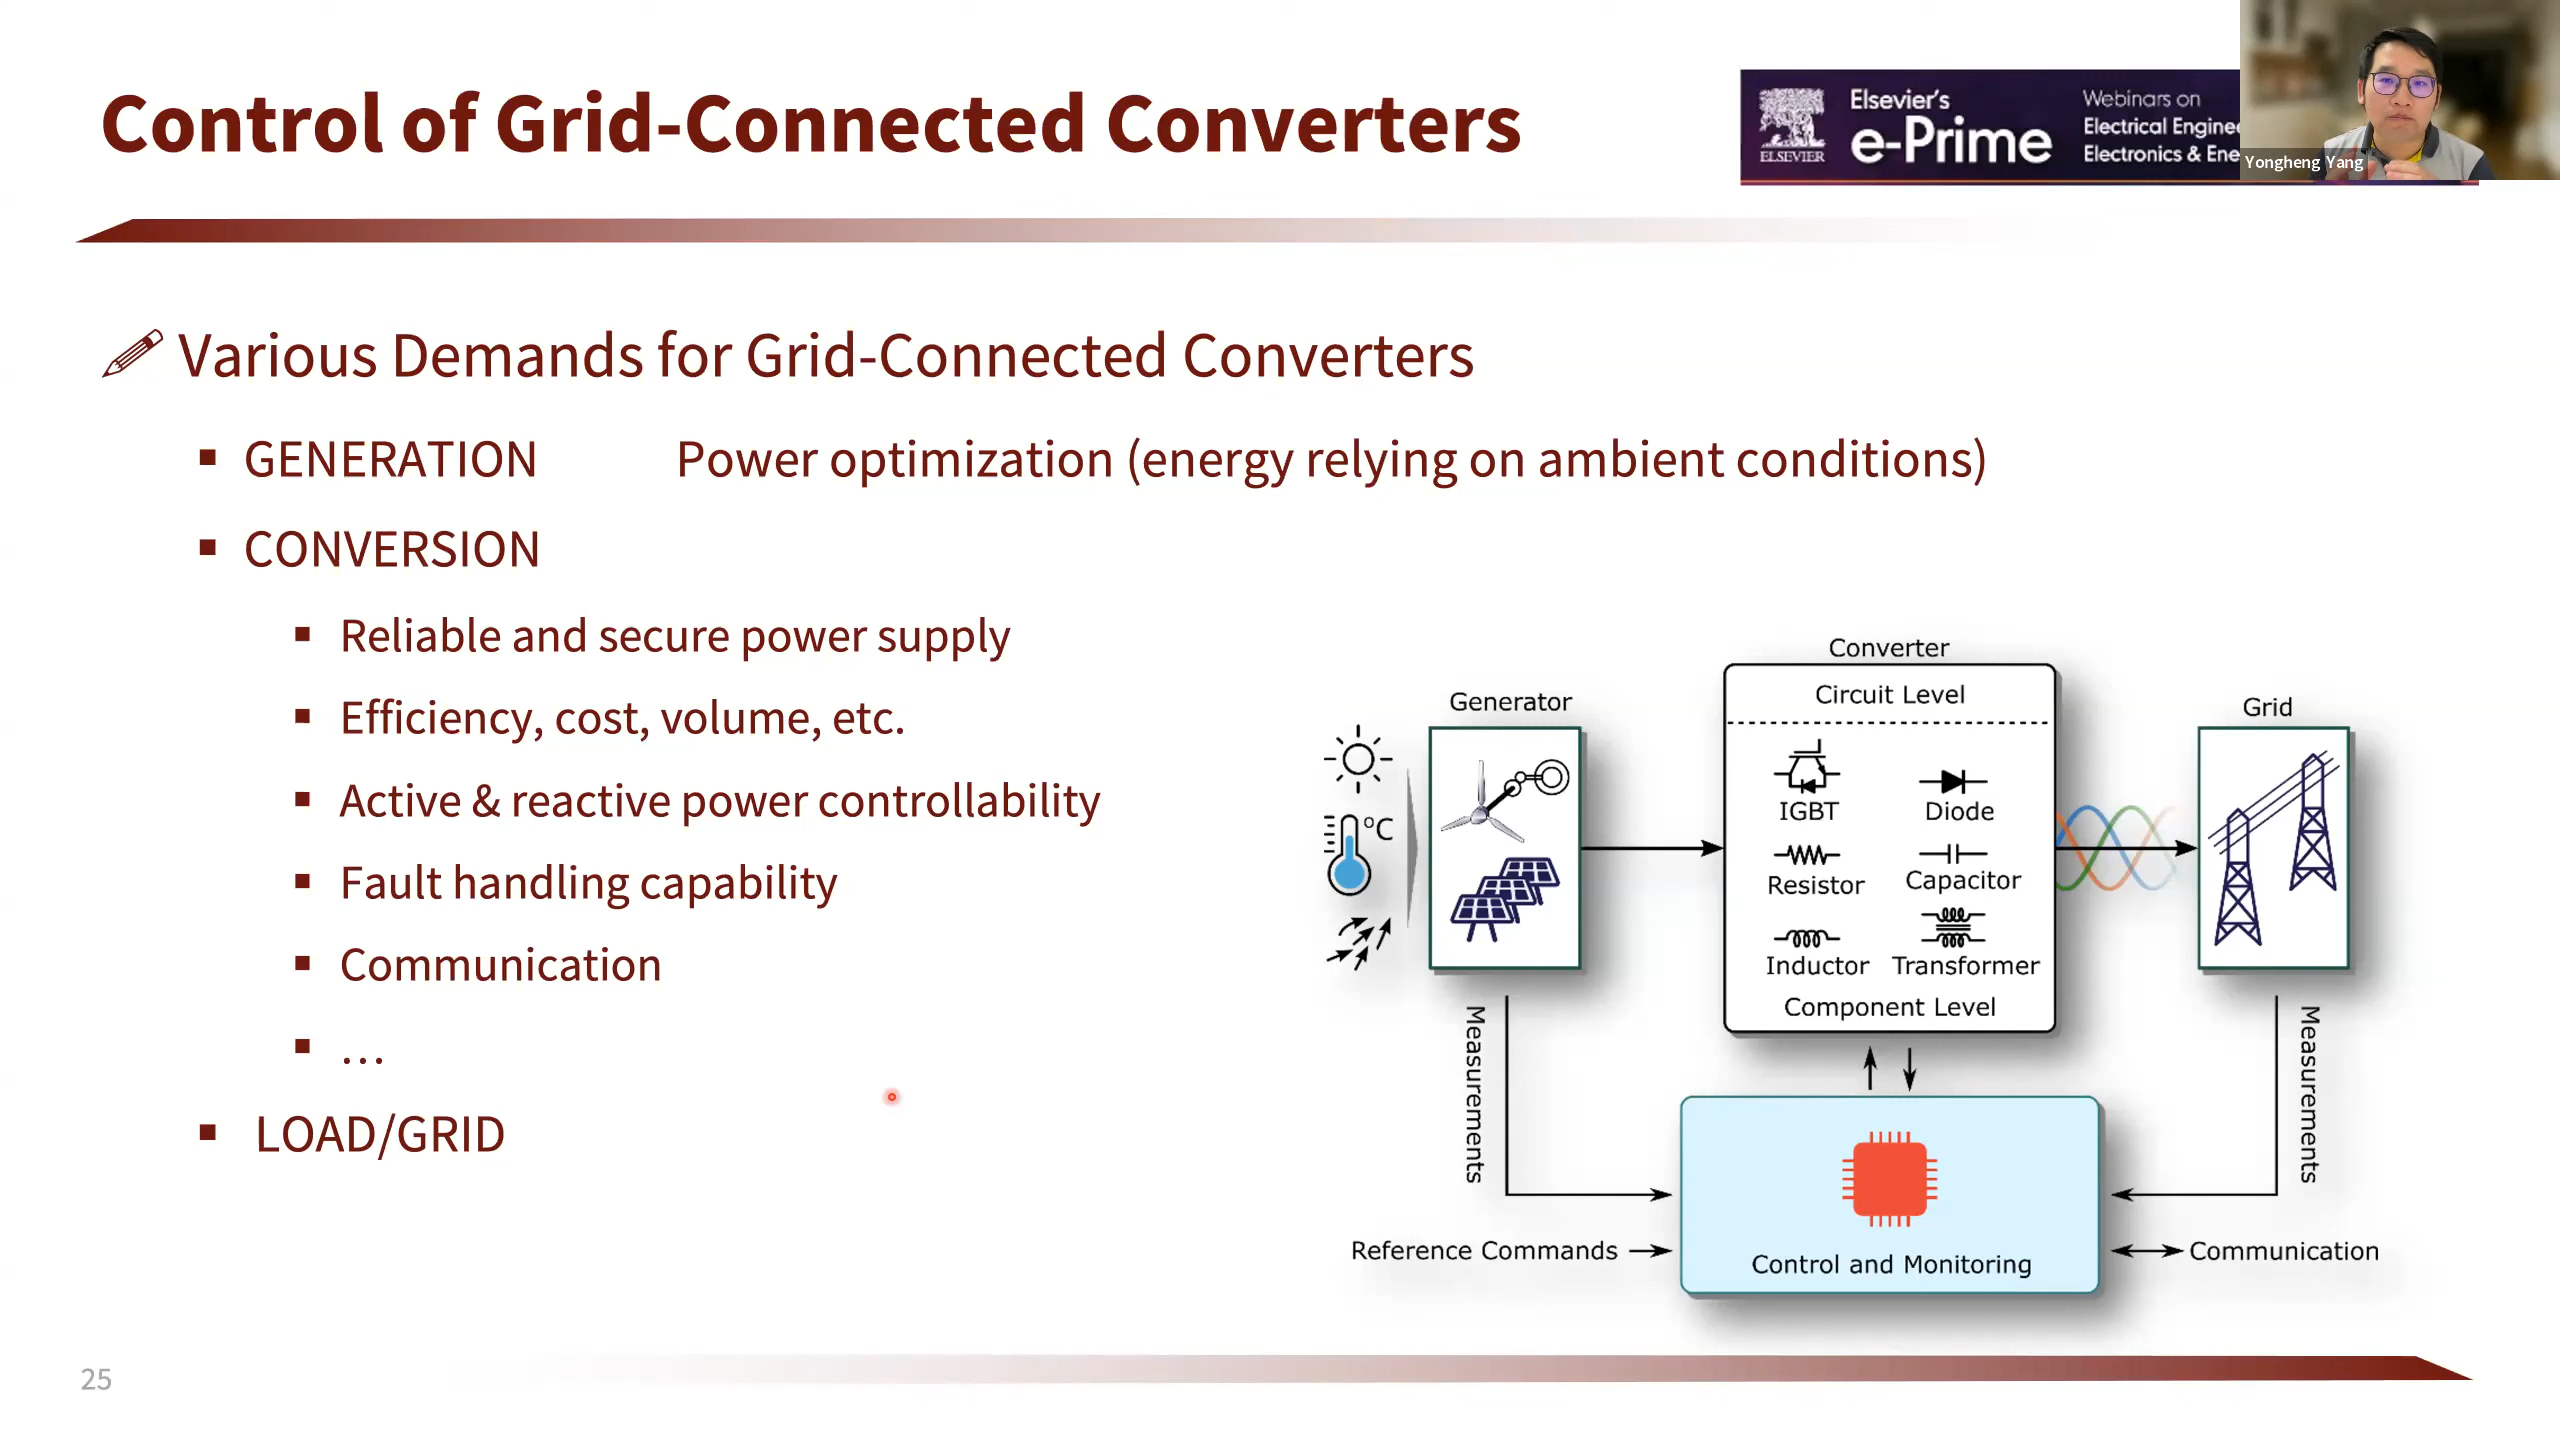 Control of Grid-Connected Converters
ELSEVIER
Elsevier's
e-Prime
Webinars on
Electrical
Electronics &
Yongheng Yang
Various Demands for Grid-Connected Converters
GENERATION Power optimization (energy relying on ambient conditions)
CONVERSION
Reliable and secure power supply
Efficiency, cost, volume, etc.
Active & reactive power controllability
Fault handling capability
Communication
...
LOAD/GRID
Generator
°C
Converter
Circuit Level
IGBT Diode
Resistor Capacitor
Inductor Transformer
Component Level
Grid
Measurements
Measurements
Reference Commands
Control and Monitoring
Communication
25